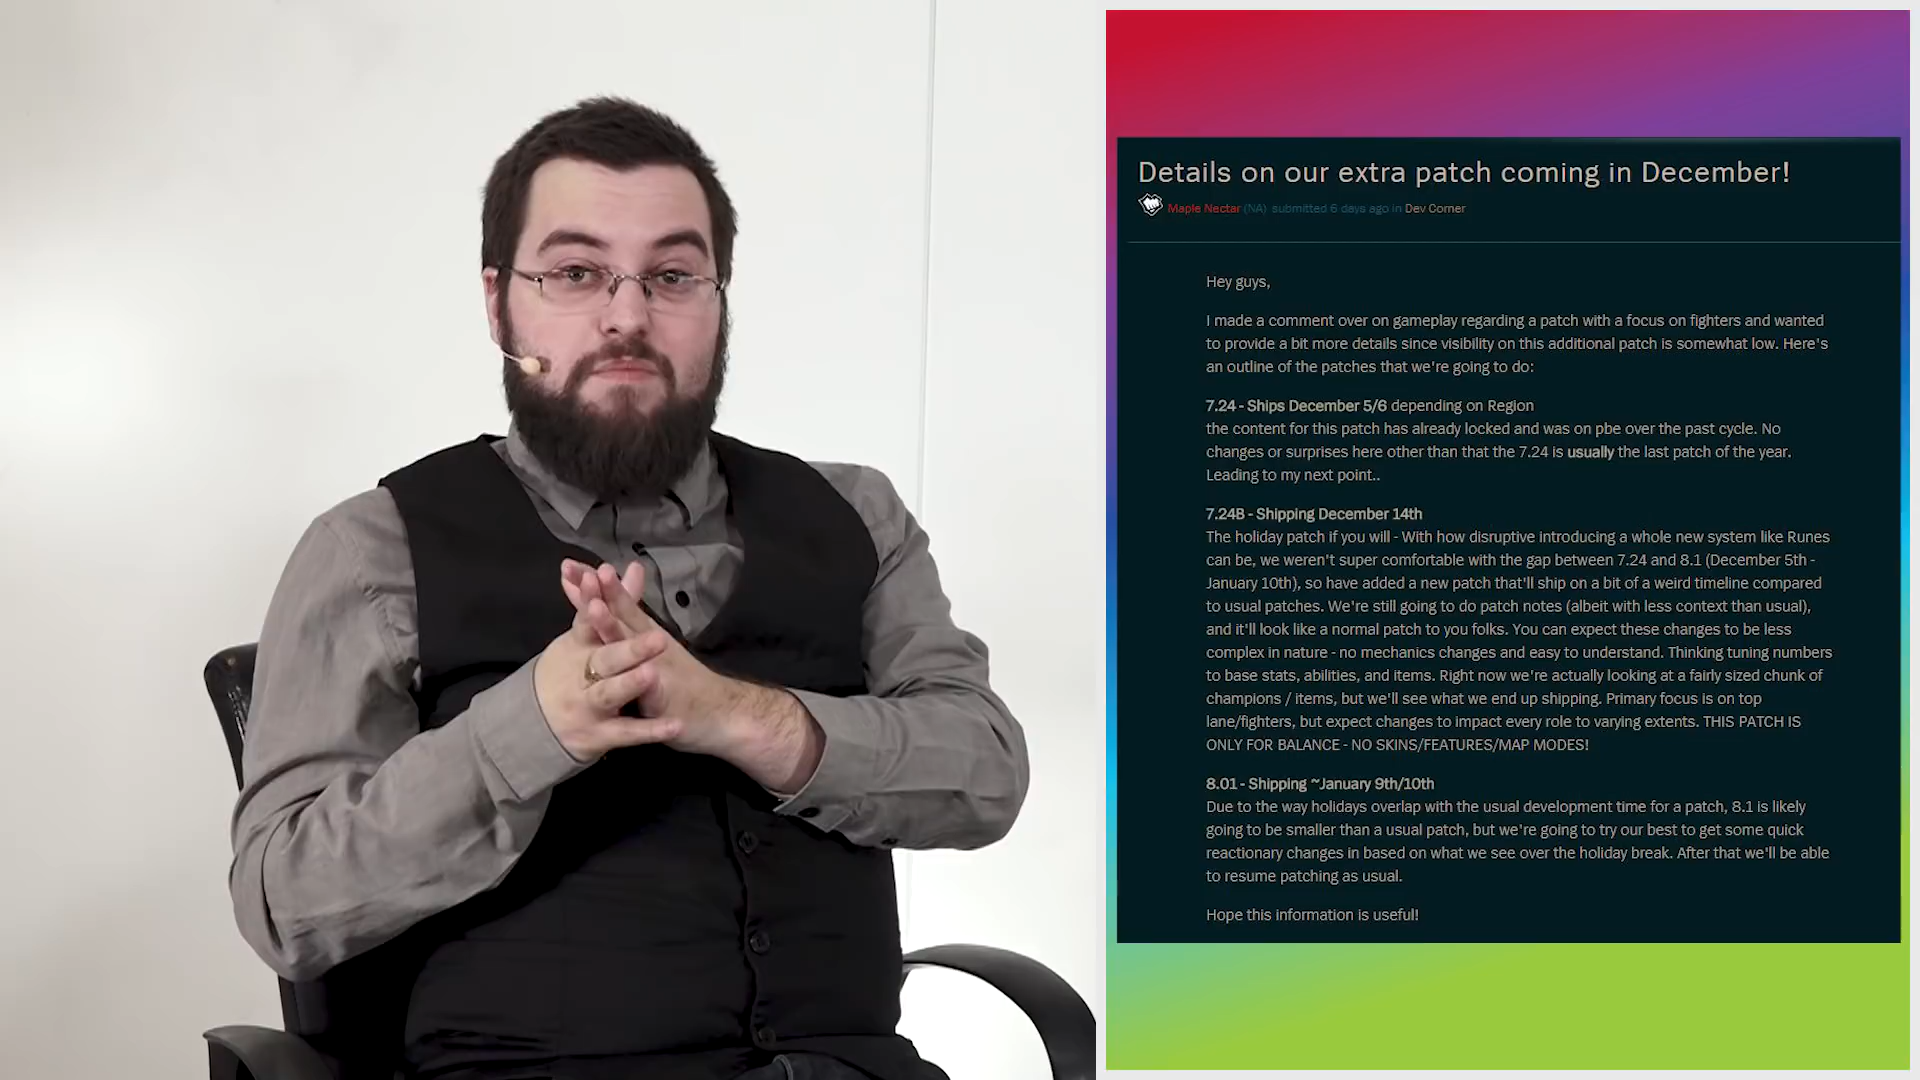 Details on our extra patch coming in December!
Maple Nectar (NA) submitted 6 days ago in Dev Corner
Hey guys,
I made a comment over on gameplay regarding a patch with a focus on fighters and wanted
to provide a bit more details since visibility on this additional patch is somewhat low. Here's
an outline of the patches that we're going to do:
7.24 - Ships December 5/6 depending on Region
the content for this patch has already locked and was on pbe over the past cycle. No
changes or surprises here other than that the 7.24 is usually the last patch of the year.
Leading to my next point..
7.24B - Shipping December 14th
The holiday patch if you will - With how disruptive introducing a whole new system like Runes
can be, we weren't super comfortable with the gap between 7.24 and 8.1 (December 5th -
January 10th), so have added a new patch that'll ship on a bit of a weird timeline compared
to usual patches. We're still going to do patch notes (albeit with less context than usual),
and it'll look like a normal patch to you folks. You can expect these changes to be less
complex in nature - no mechanics changes and easy to understand. Thinking tuning numbers
to base stats, abilities, and items. Right now we're actually looking at a fairly sized chunk of
champions / items, but we'll see what we end up shipping. Primary focus is on top
lane/fighters, but expect changes to impact every role to varying extents. THIS PATCH IS
ONLY FOR BALANCE - NO SKINS/FEATURES/MAP MODES!
8.01 - Shipping ~January 9th/10th
Due to the way holidays overlap with the usual development time for a patch, 8.1 is likely
going to be smaller than a usual patch, but we're going to try our best to get some quick
reactionary changes in based on what we see over the holiday break. After that we'll be able
to resume patching as usual.
Hope this information is useful!